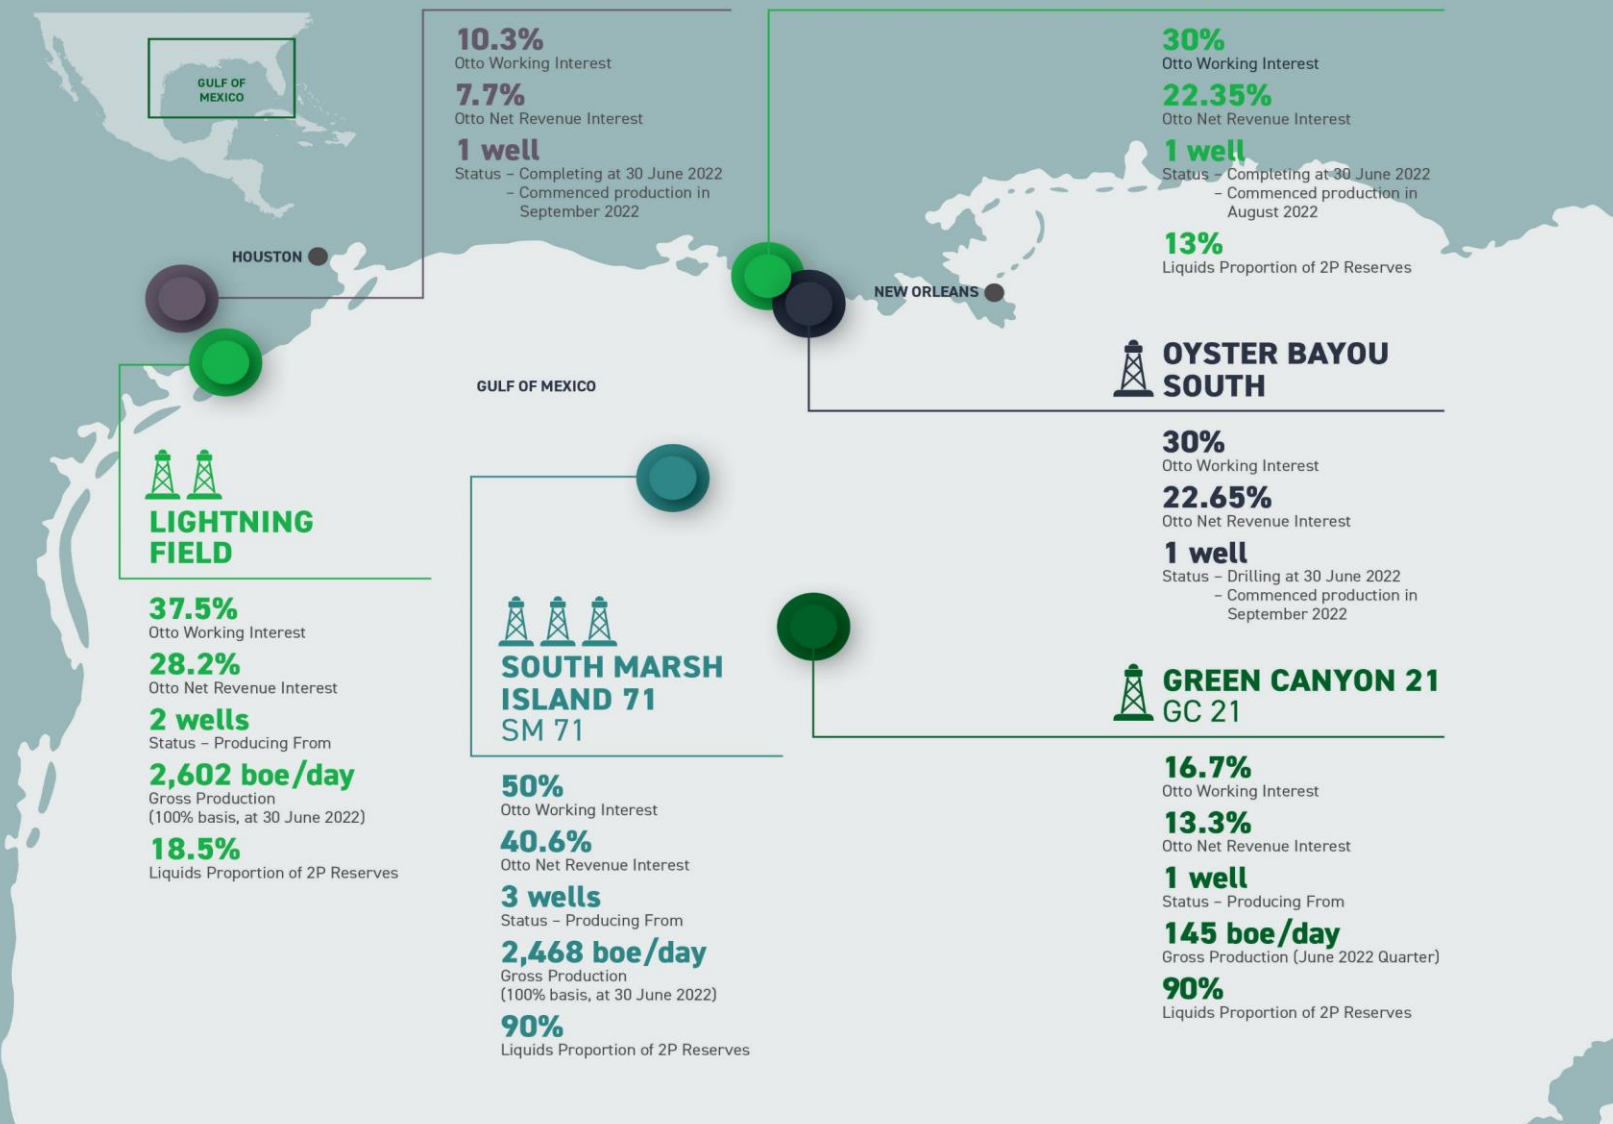 GULF OF
MEXICO
10.3%
Otto Working Interest
7.7%
Otto Net Revenue Interest
1 well
Status – Completing at 30 June 2022
– Commenced production in
September 2022
30%
Otto Working Interest
22.35%
Otto Net Revenue Interest
1 well
Status – Completing at 30 June 2022
– Commenced production in
August 2022
13%
Liquids Proportion of 2P Reserves
HOUSTON
NEW ORLEANS
GULF OF MEXICO
LIGHTNING
FIELD
37.5%
Otto Working Interest
28.2%
Otto Net Revenue Interest
2 wells
Status – Producing From
2,602 boe/day
Gross Production
(100% basis, at 30 June 2022)
18.5%
Liquids Proportion of 2P Reserves
SOUTH MARSH
ISLAND 71
SM 71
50%
Otto Working Interest
40.6%
Otto Net Revenue Interest
3 wells
Status – Producing From
2,468 boe/day
Gross Production
(100% basis, at 30 June 2022)
90%
Liquids Proportion of 2P Reserves
OYSTER BAYOU
SOUTH
30%
Otto Working Interest
22.65%
Otto Net Revenue Interest
1 well
Status – Drilling at 30 June 2022
– Commenced production in
September 2022
GREEN CANYON 21
GC 21
16.7%
Otto Working Interest
13.3%
Otto Net Revenue Interest
1 well
Status – Producing From
145 boe/day
Gross Production (June 2022 Quarter)
90%
Liquids Proportion of 2P Reserves